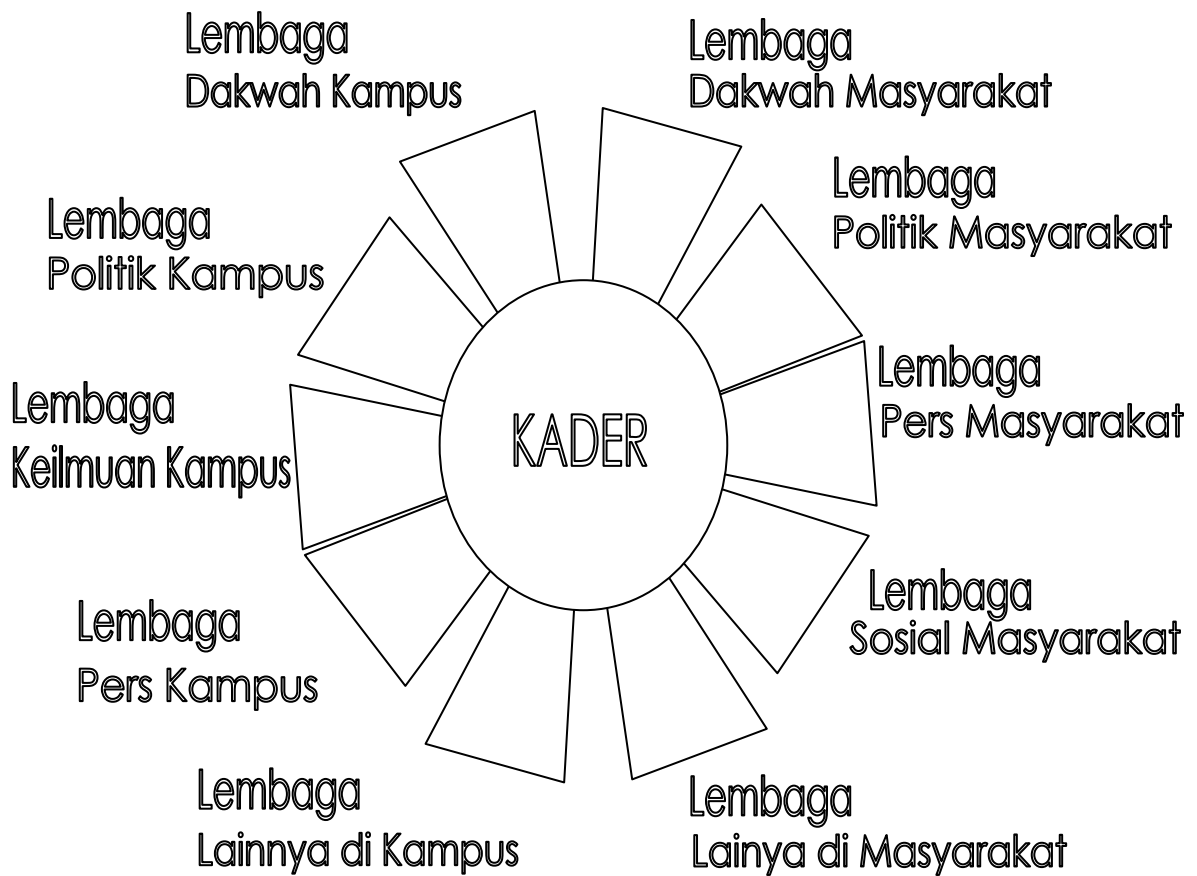 Lembaga
Dakwah Kampus
Lembaga
Dakwah Masyarakat
Lembaga
Politik Masyarakat
Lembaga
Politik Kampus
Lembaga
Pers Masyarakat
Lembaga
Keilmuan Kampus
KADER
Lembaga
Sosial Masyarakat
Lembaga
Pers Kampus
Lembaga
Lainnya di Kampus
Lembaga
Lainya di Masyarakat